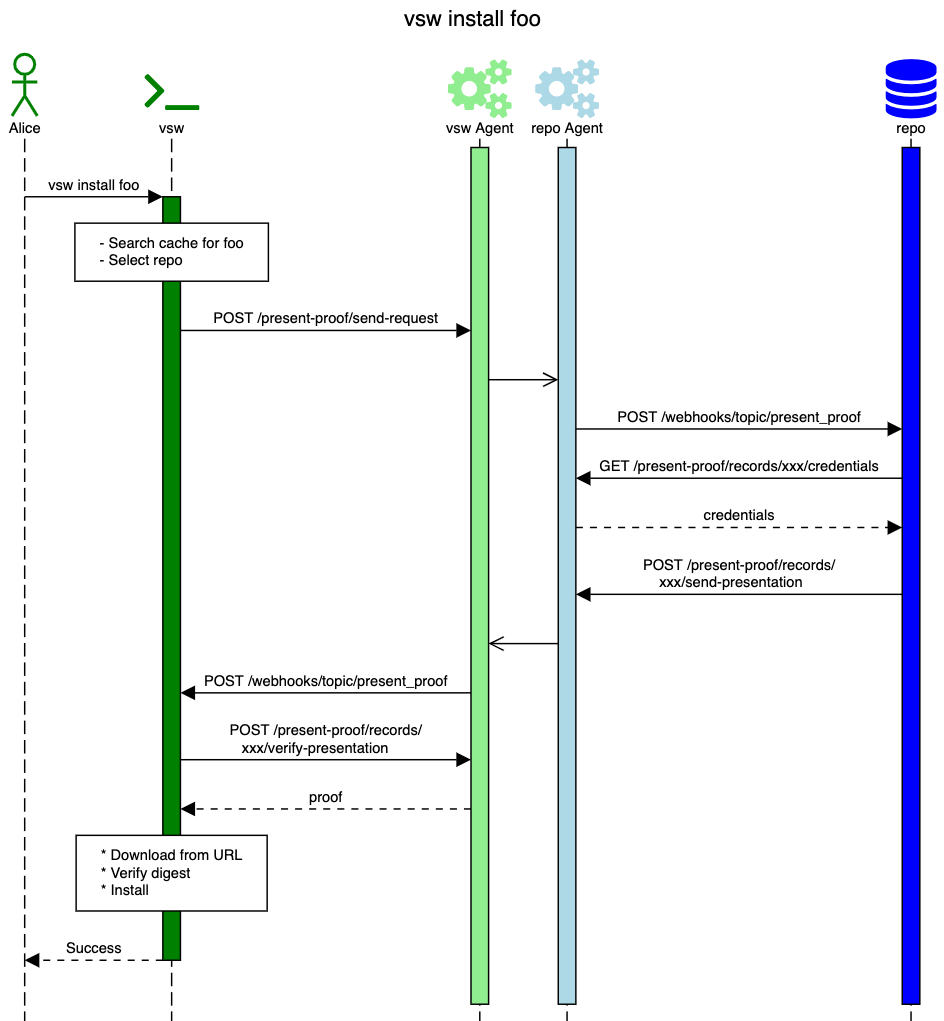 vsw install foo
Alice
vsw
vsw Agent
repo Agent
repo
vsw install foo
- Search cache for foo
- Select repo
POST /present-proof/send-request
POST /webhooks/topic/present_proof
GET /present-proof/records/xxx/credentials
credentials
POST /present-proof/records/
xxx/send-presentation
POST /webhooks/topic/present_proof
POST /present-proof/records/
xxx/verify-presentation
proof
* Download from URL
* Verify digest
* Install
Success